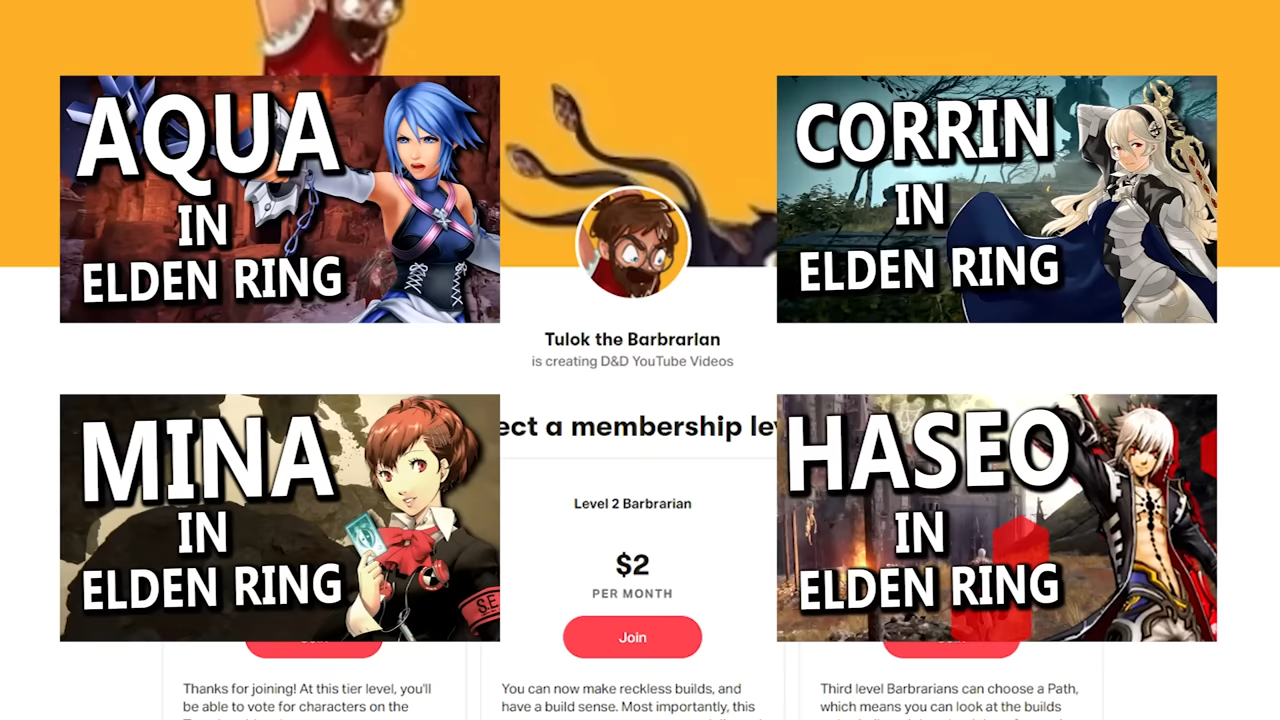 AQUA
IN
ELDEN RING
CORRIN
IN
ELDEN RING
Tulok the Barbrarian
is creating D&D YouTube Videos
ect a membership le
MINA
IN
ELDEN RING
S.E.
HASEO
IN
ELDEN RING
Level 2 Barbrarian
$2
PER MONTH
Join
Thanks for joining! At this tier level, you'll
be able to vote for characters on the
You can now make reckless builds, and
have a build sense. Most importantly, this
Third level Barbrarians can choose a Path,
which means you can look at the builds